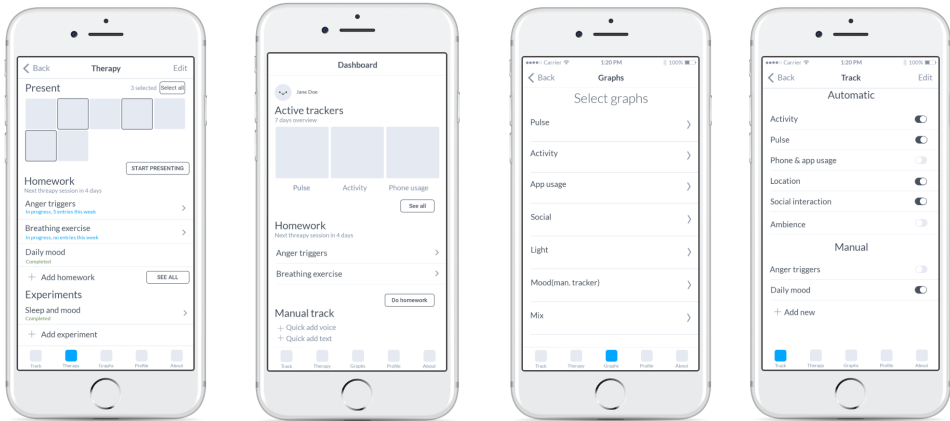 Back Therapy Edit
Present 3 selected Select all
START PRESENTING
Homework
Next threapy session in 4 days
Anger triggers
In progress, 5 entries this week
Breathing exercise
In progress, no entries this week
Daily mood
Completed
+ Add homework SEE ALL
Experiments
Sleep and mood
Completed
+ Add experiment
Track Therapy Graphs Profile About
Dashboard
Jane Doe
Active trackers
7 days overview
Pulse Activity Phone usage
See all
Homework
Next threapy session in 4 days
Anger triggers
Breathing exercise
Do homework
Manual track
+ Quick add voice
+ Quick add text
Track Therapy Graphs Profile About
Carrier 1:20 PM 100%
Back Graphs
Select graphs
Pulse
Activity
App usage
Social
Light
Mood(man. tracker)
Mix
Track Therapy Graphs Profile About
Carrier 1:20 PM 100%
Back Track Edit
Automatic
Activity
Pulse
Phone & app usage
Location
Social interaction
Ambience
Manual
Anger triggers
Daily mood
+ Add new
Track Therapy Graphs Profile About